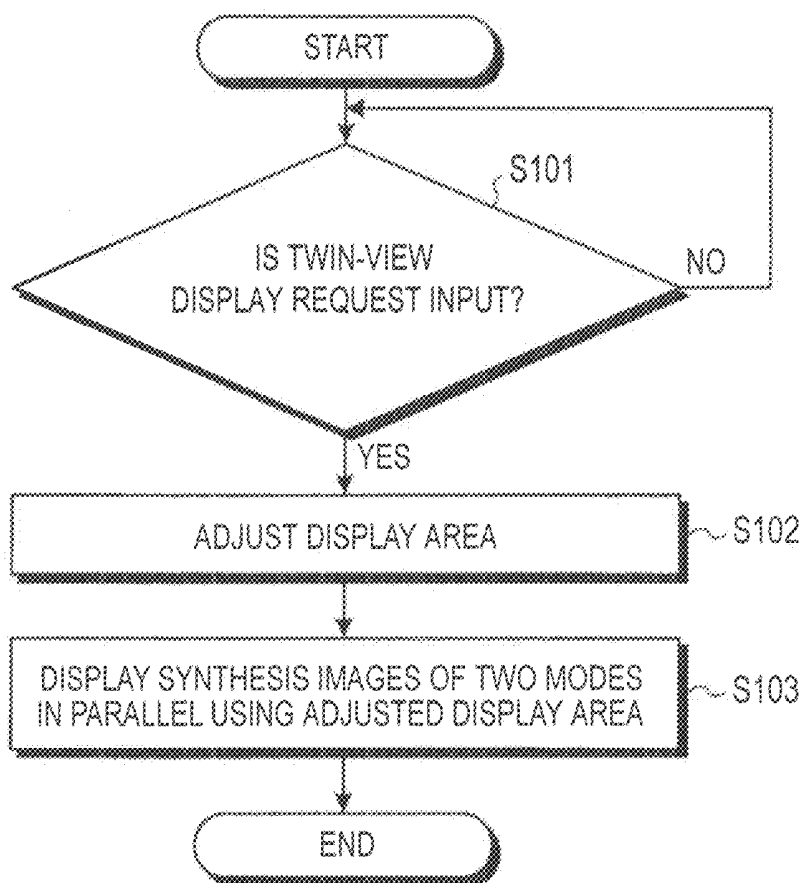 START
S101
IS TWIN-VIEW
DISPLAY REQUEST INPUT?
NO
YES
ADJUST DISPLAY AREA
S102
DISPLAY SYNTHESIS IMAGES OF TWO MODES
IN PARALLEL USING ADJUSTED DISPLAY AREA
S103
END